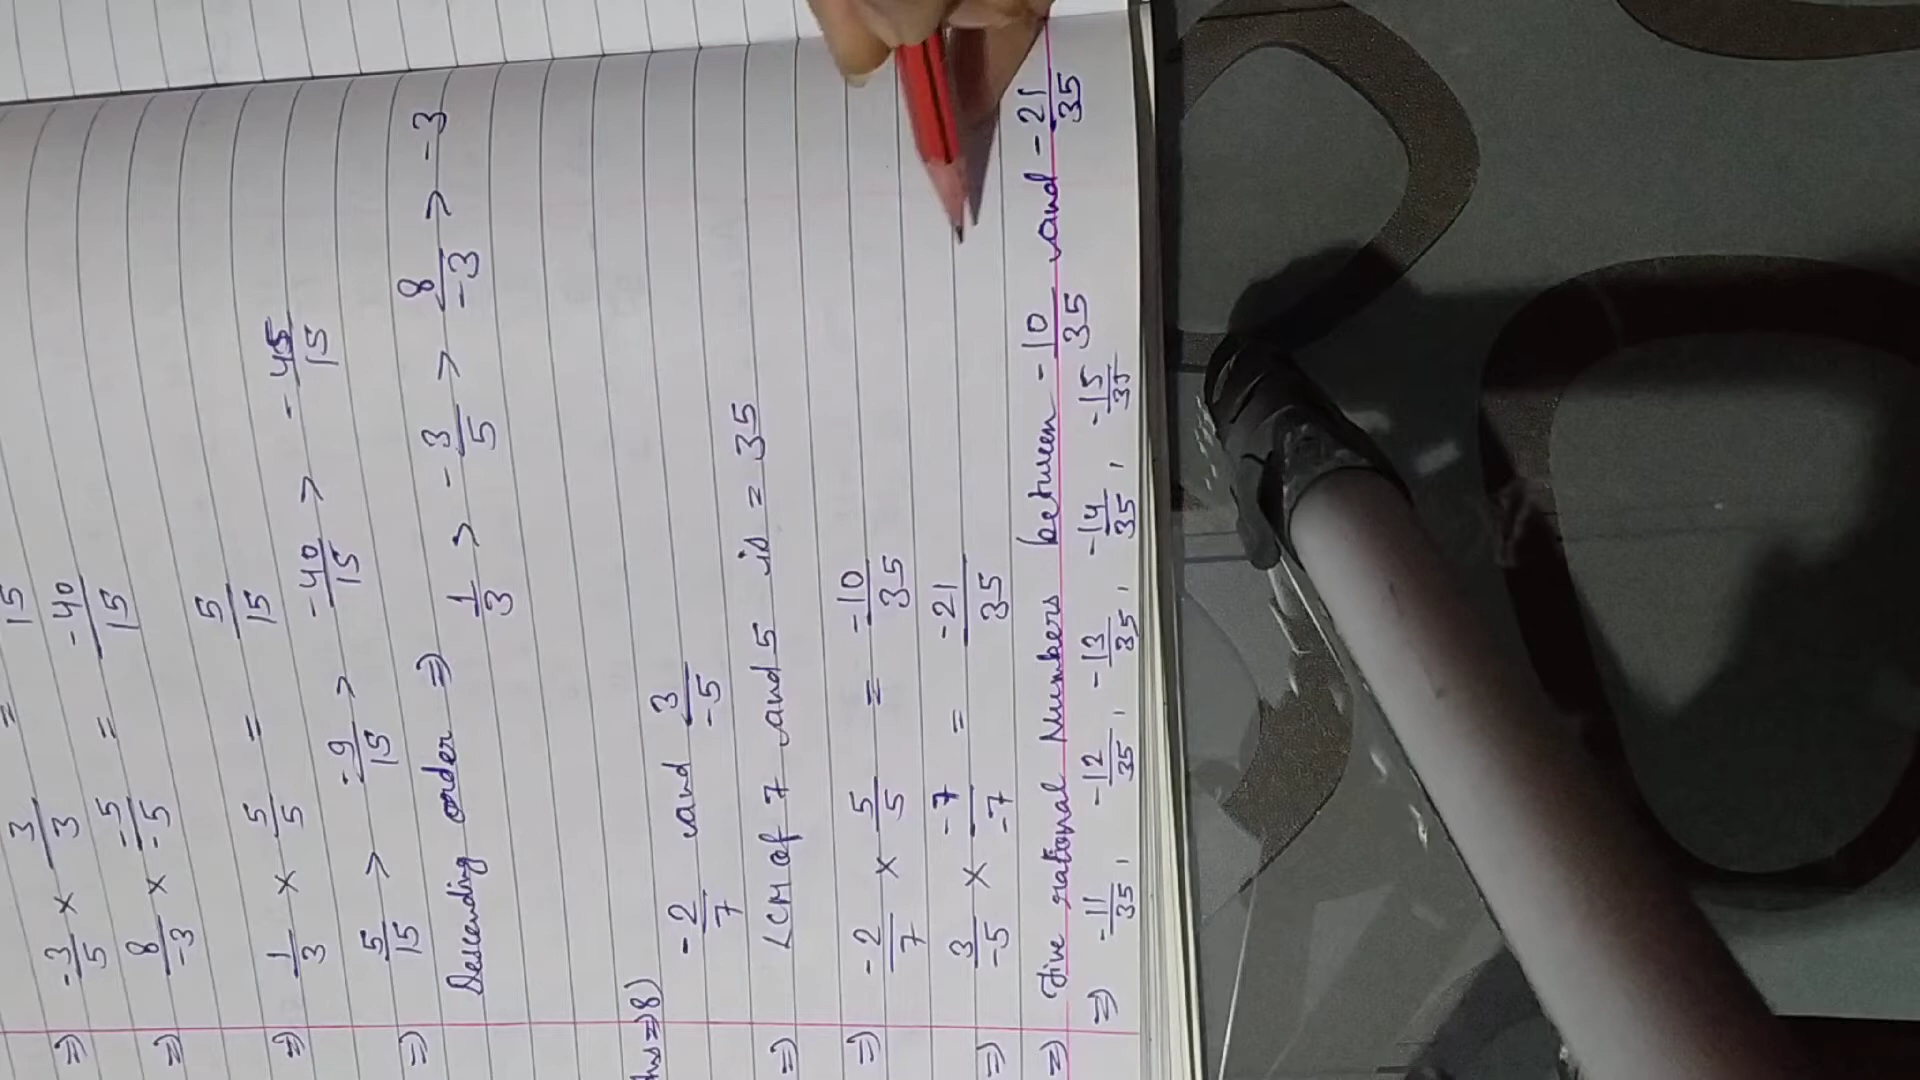 = 15
⇒ -3/5 × 3/3
⇒ 8/-3 × -5/-5 = -40/15
⇒ 1/3 × 5/5 = 5/15
⇒ 5/15 > -9/15 > -40/15 > -45/15
Descending order ⇒ 1/3 > -3/5 > 8/-3 > -3
Ans⇒8)
-2/7 and 3/-5
⇒ LCM of 7 and 5 is = 35
⇒ -2/7 × 5/5 = -10/35
⇒ 3/-5 × -7/-7 = -21/35
⇒ Five rational Numbers between -10/35 and -21/35
⇒ -11/35, -12/35, -13/35, -14/35, -15/35